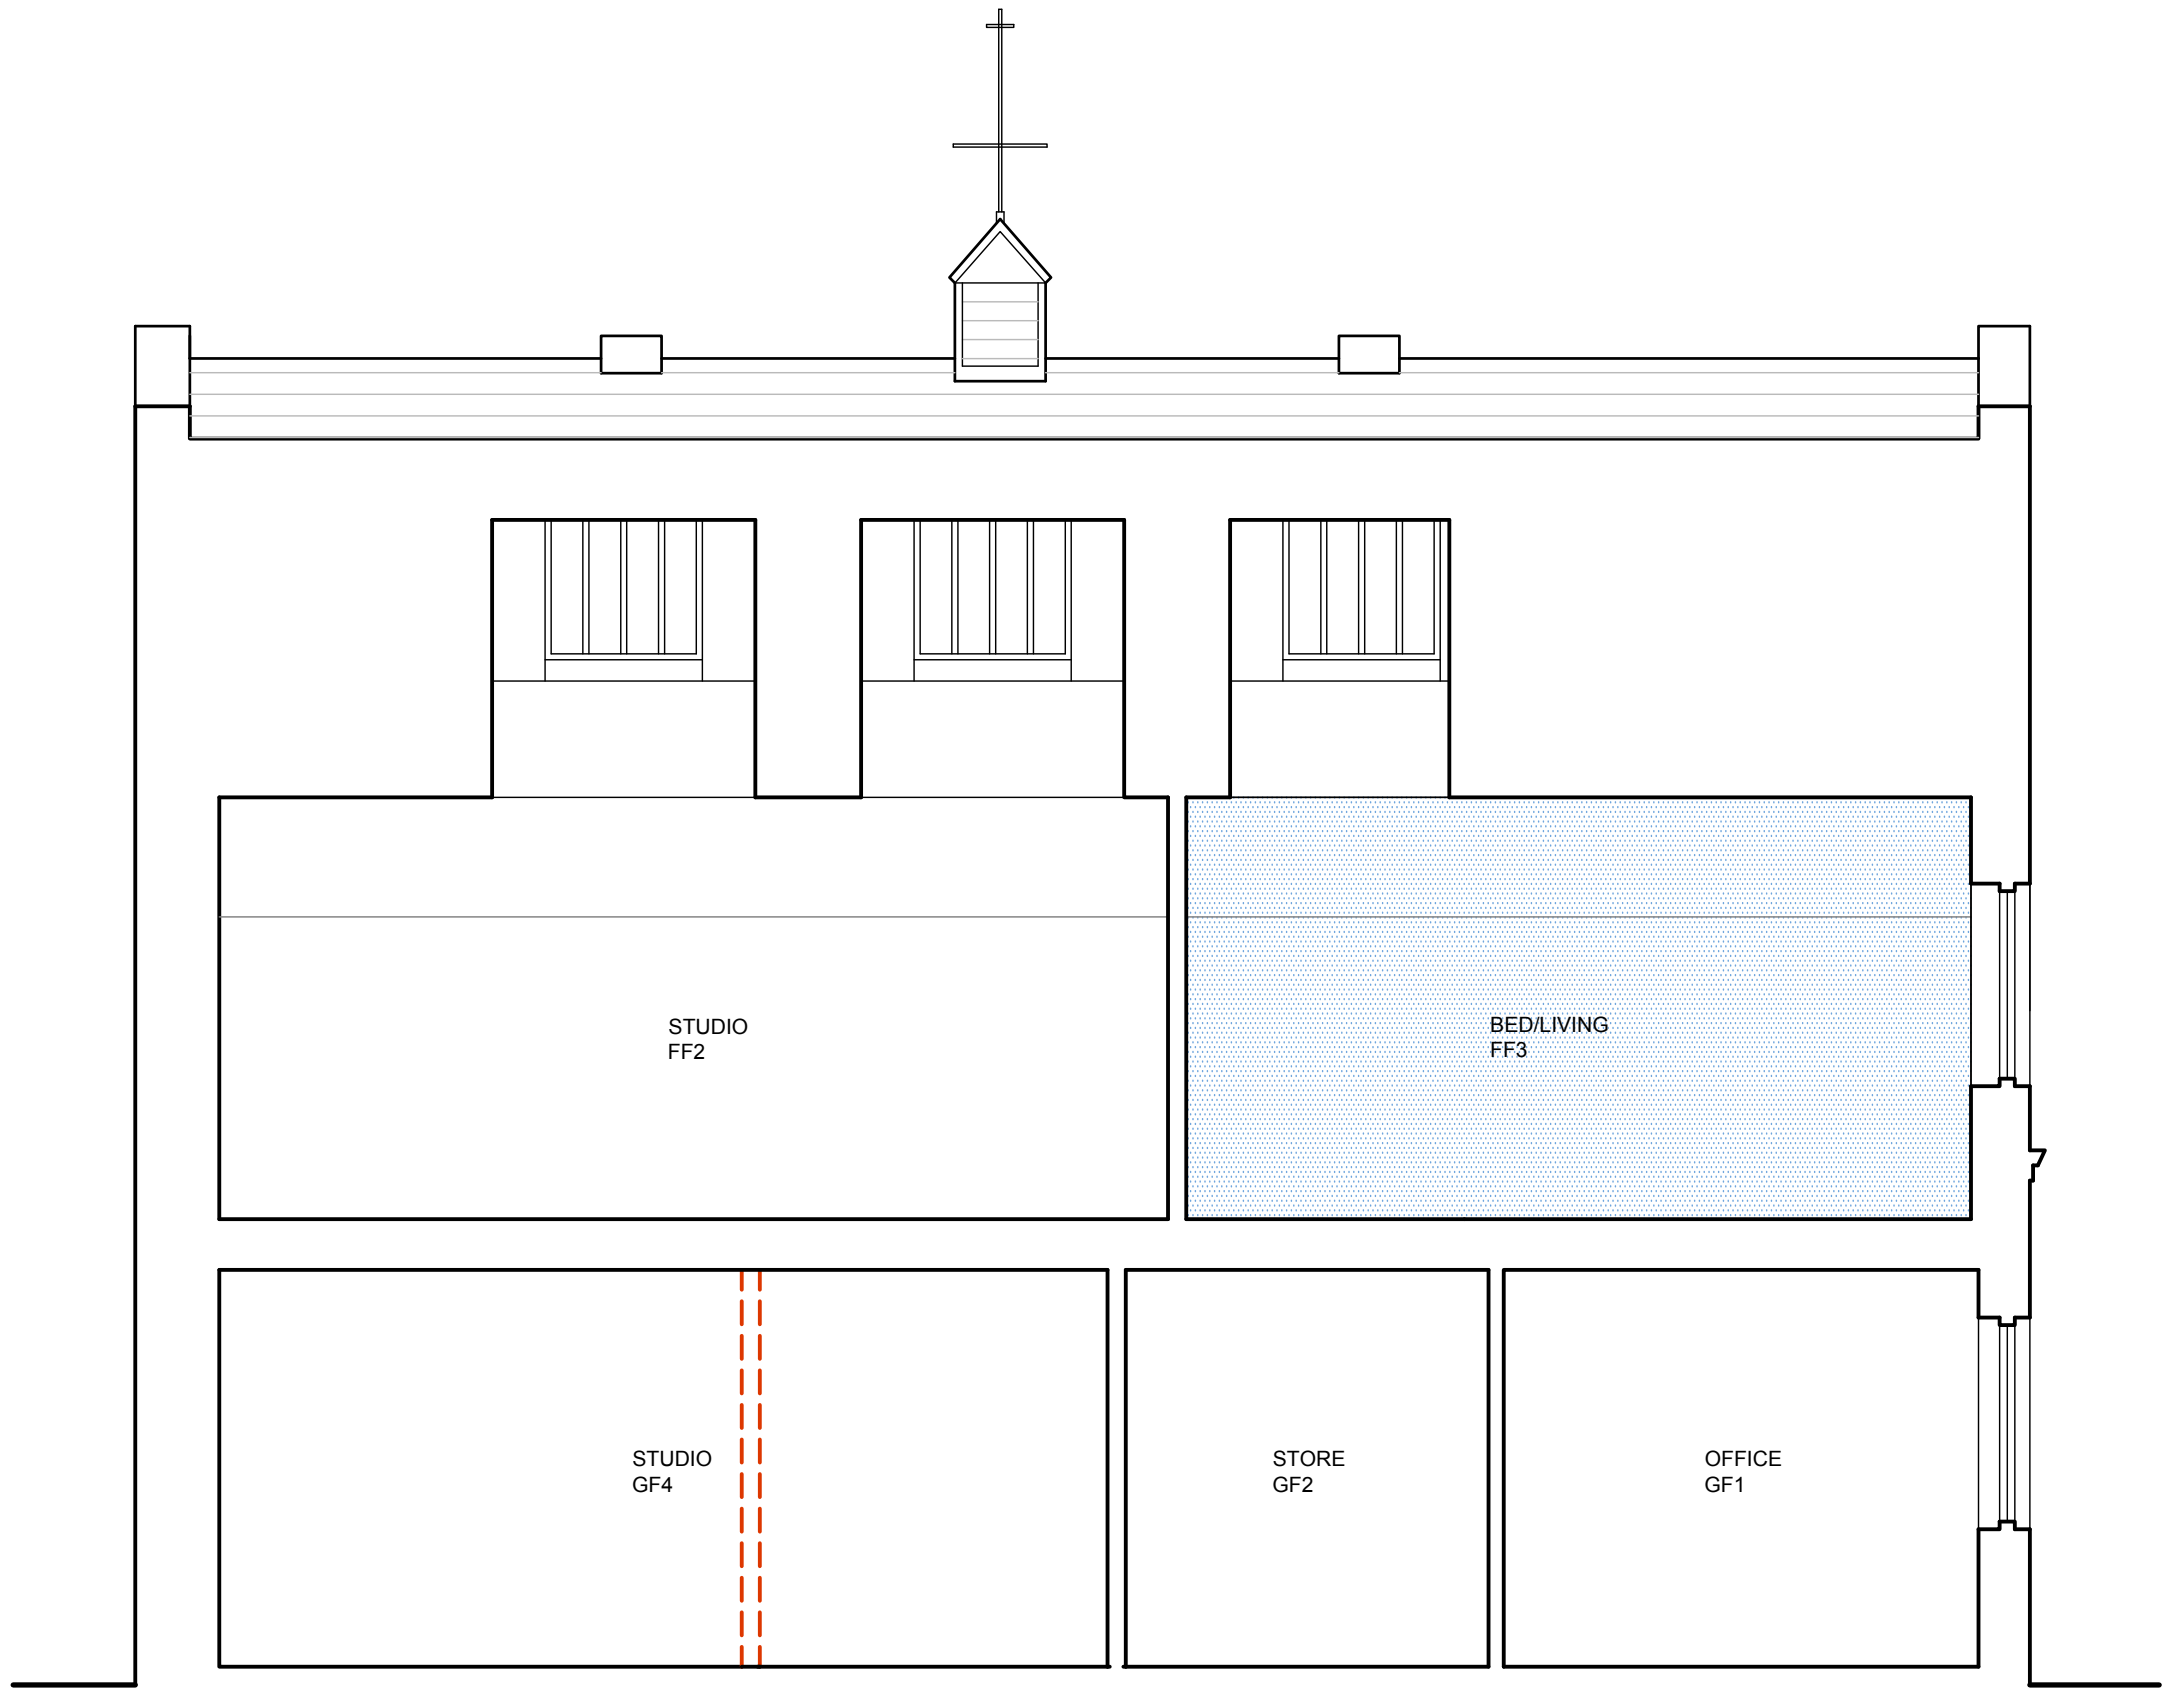 STUDIO
FF2
BED/LIVING
FF3
STUDIO
GF4
STORE
GF2
OFFICE
GF1